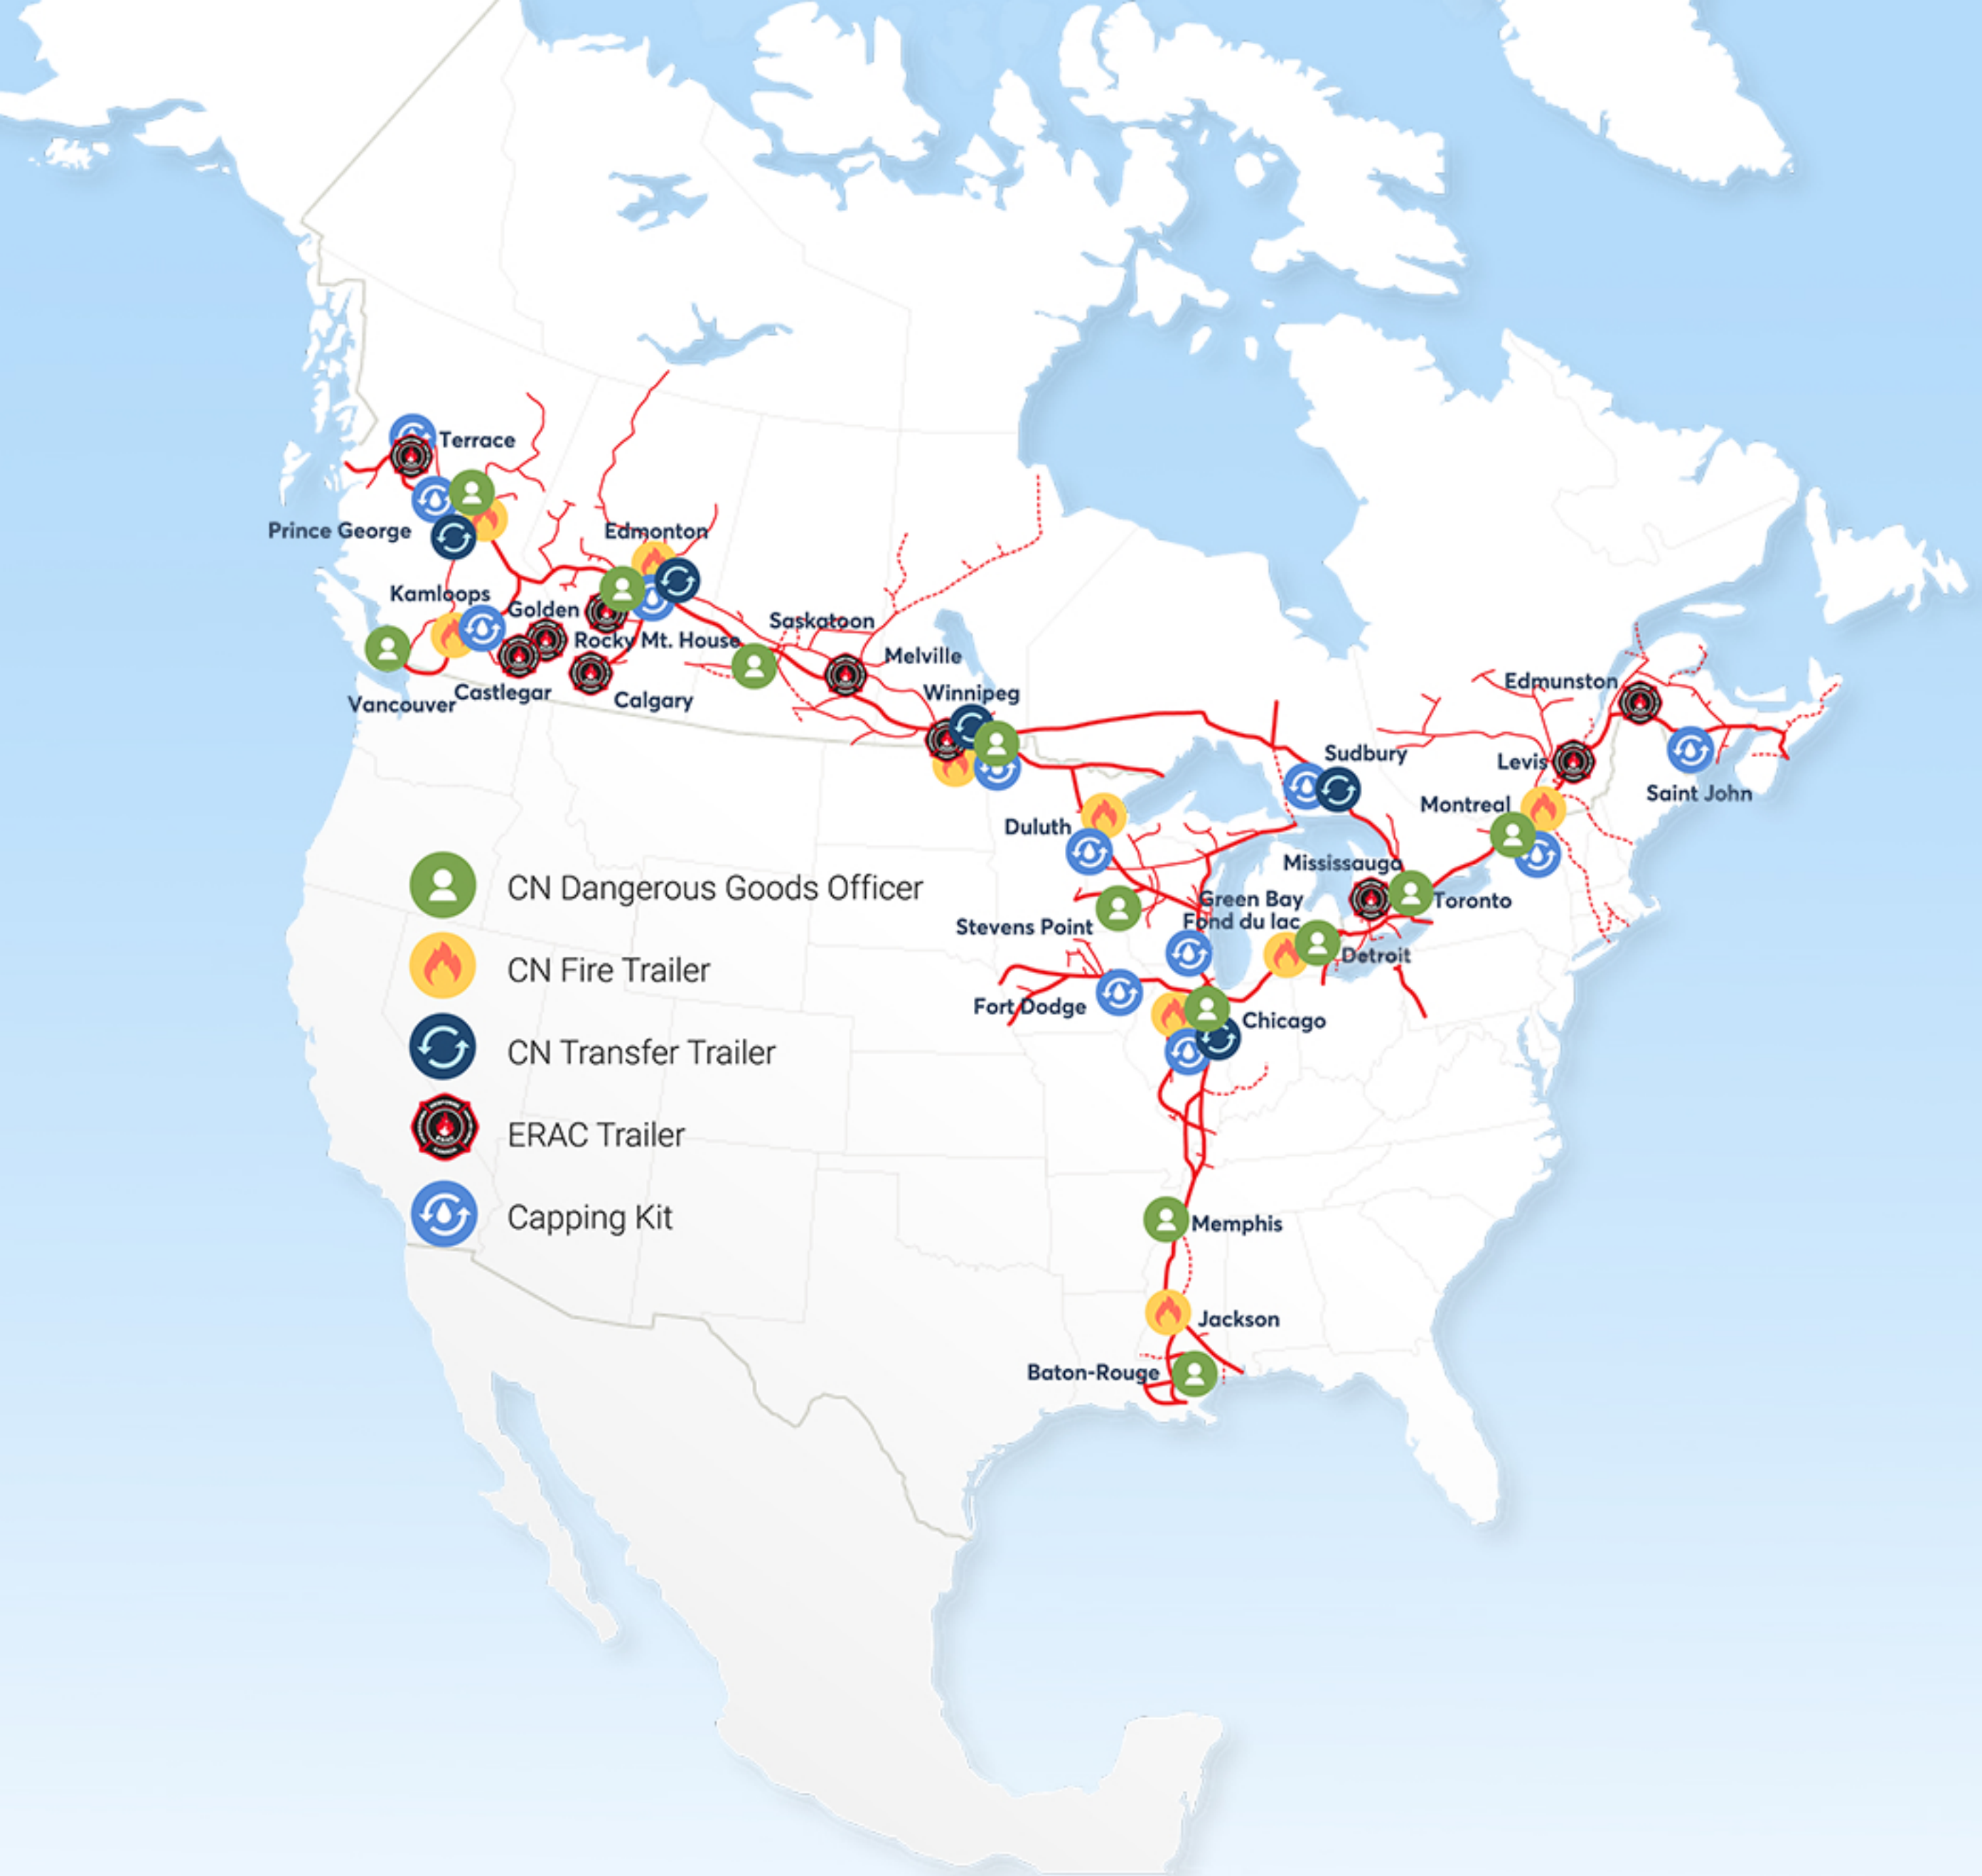 Terrace
Prince George
Edmonton
Kamloops
Golden
Rocky Mt. House
Saskatoon
Melville
Vancouver
Castlegar
Calgary
Winnipeg
Edmunston
Sudbury
Levis
Saint John
Montreal
Duluth
Mississauga
Toronto
Green Bay
Fond du lac
Stevens Point
Detroit
Fort Dodge
Chicago
CN Dangerous Goods Officer
CN Fire Trailer
CN Transfer Trailer
ERAC Trailer
Capping Kit
Memphis
Jackson
Baton-Rouge